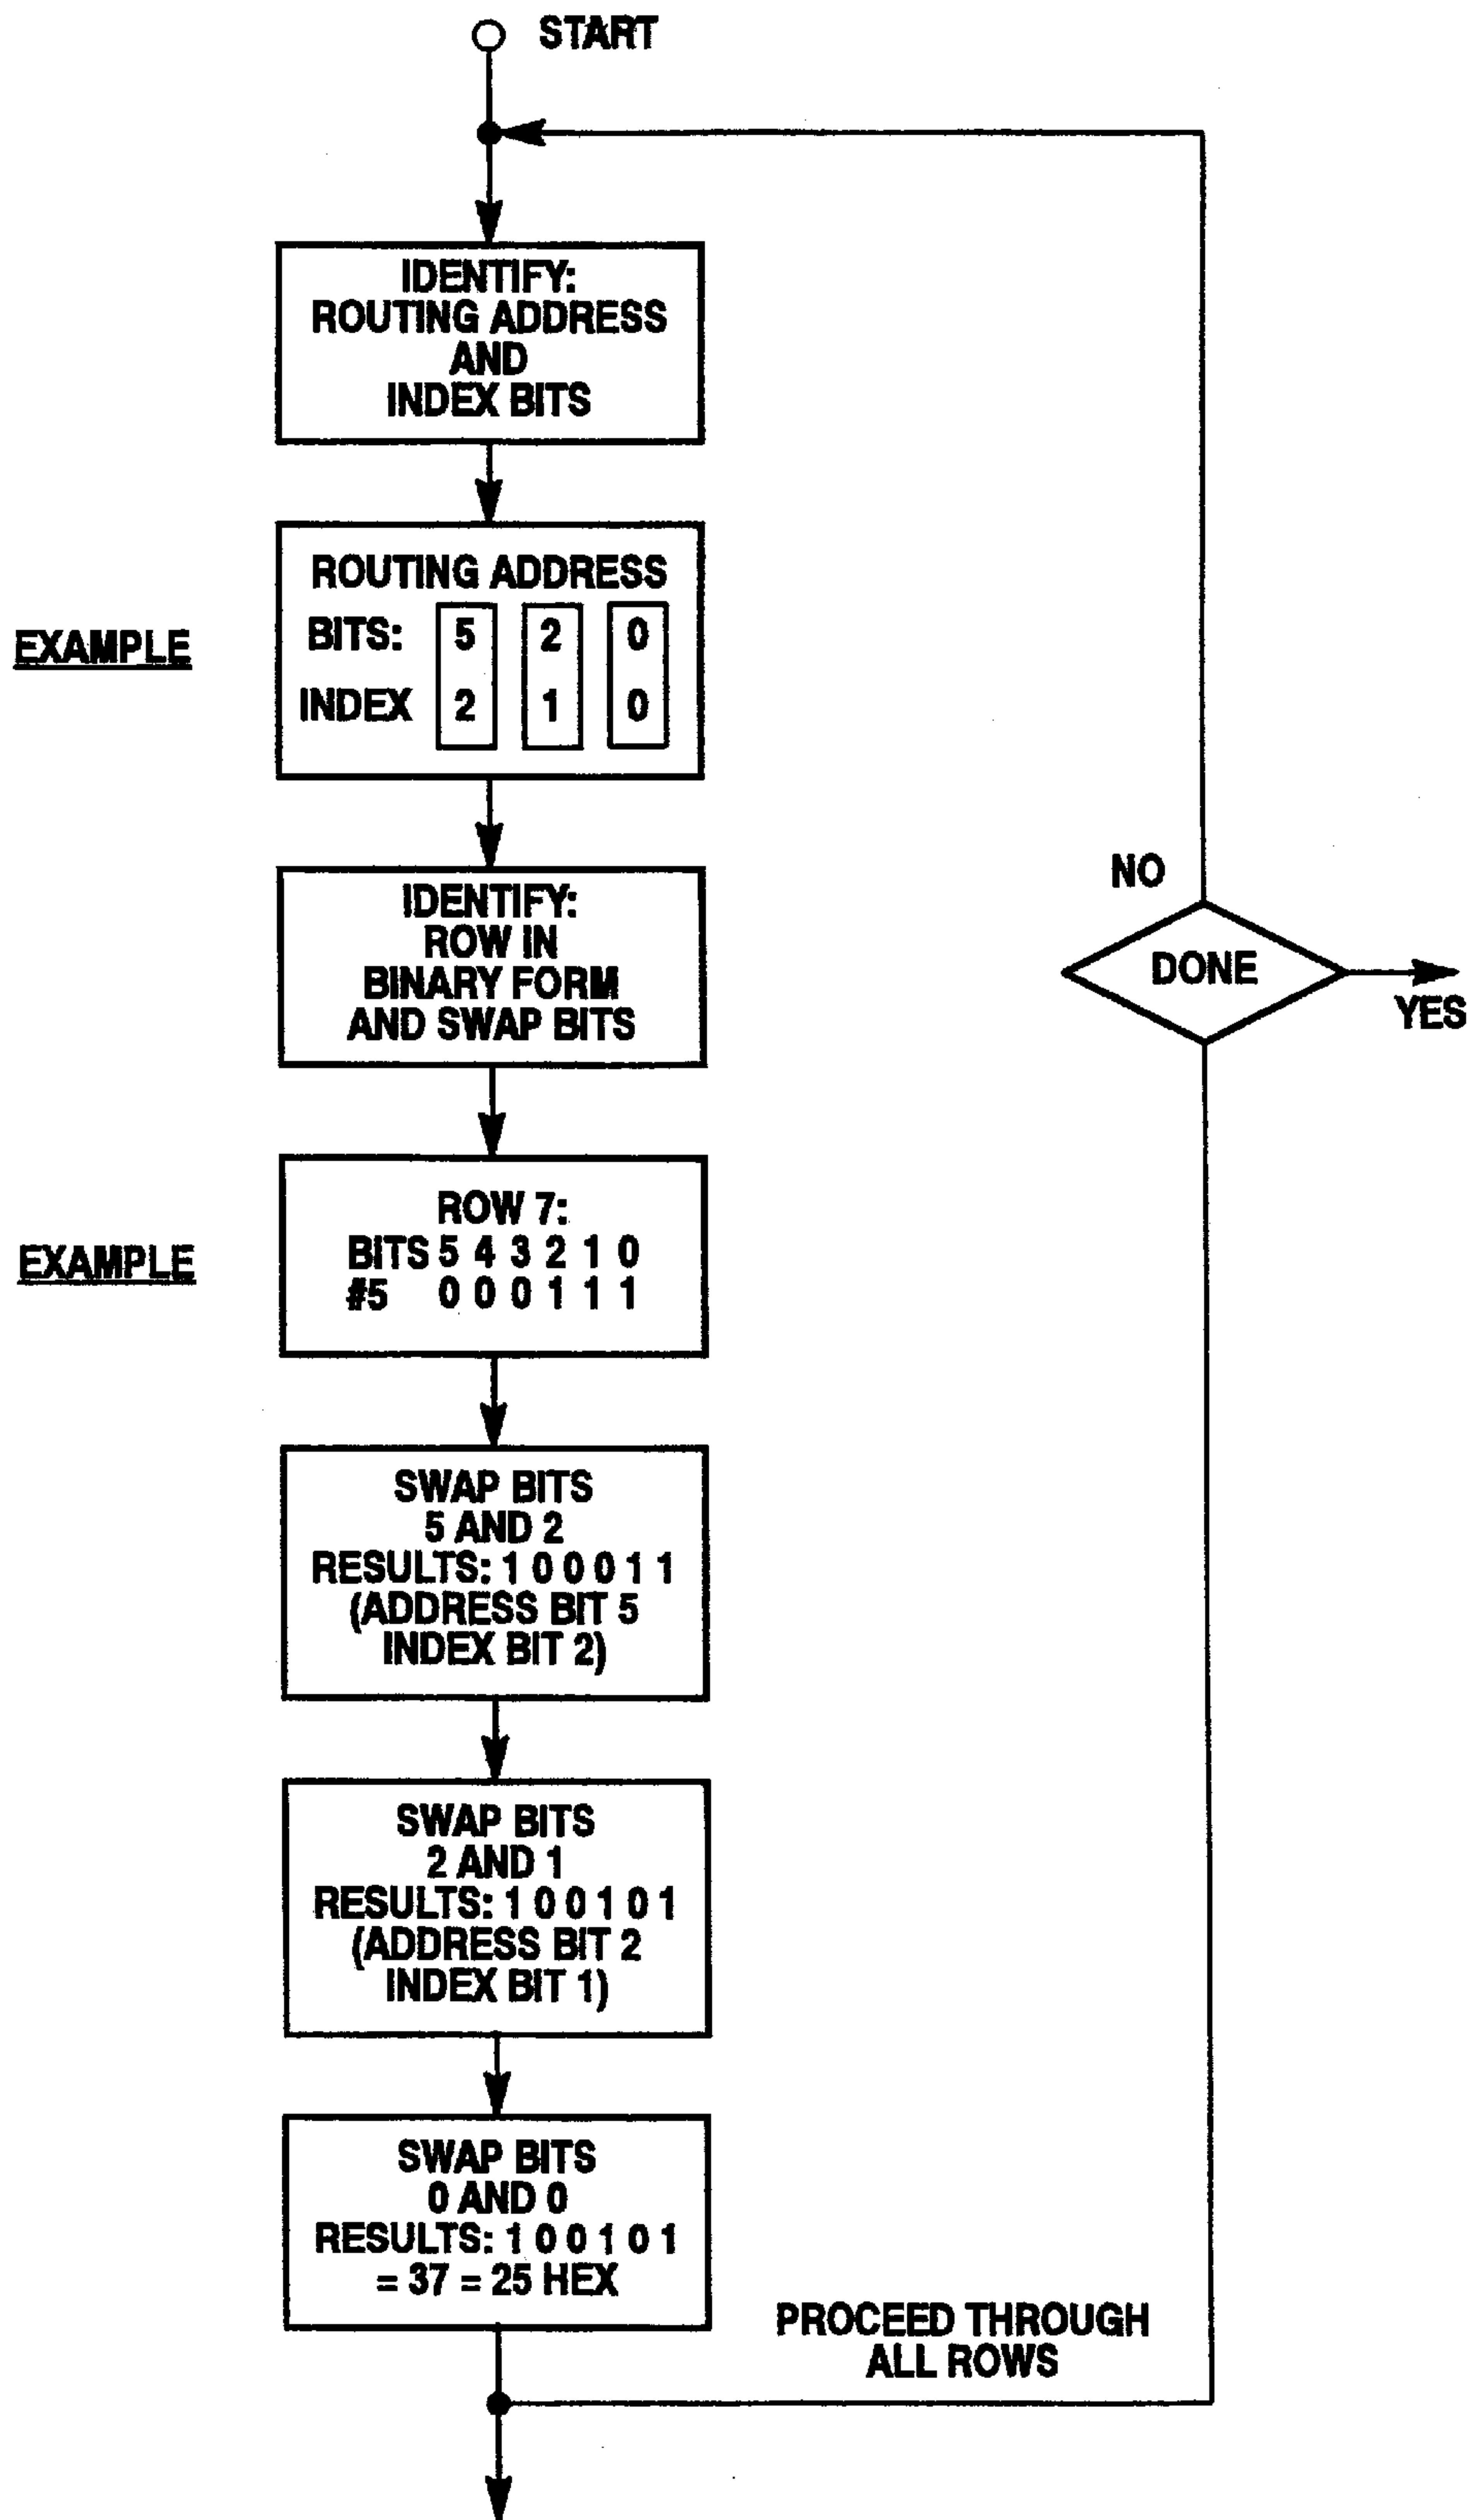 START
IDENTIFY:
ROUTING ADDRESS
AND
INDEX BITS
EXAMPLE
ROUTING ADDRESS
BITS: 5 2 0
INDEX 2 1 0
IDENTIFY:
ROW IN
BINARY FORM
AND SWAP BITS
NO
DONE
YES
EXAMPLE
ROW 7:
BITS 5 4 3 2 1 0
#5 0 0 0 1 1 1
SWAP BITS
5 AND 2
RESULTS: 1 0 0 0 1 1
(ADDRESS BIT 5
INDEX BIT 2)
SWAP BITS
2 AND 1
RESULTS: 1 0 0 1 0 1
(ADDRESS BIT 2
INDEX BIT 1)
SWAP BITS
0 AND 0
RESULTS: 1 0 0 1 0 1
= 37 = 25 HEX
PROCEED THROUGH
ALL ROWS